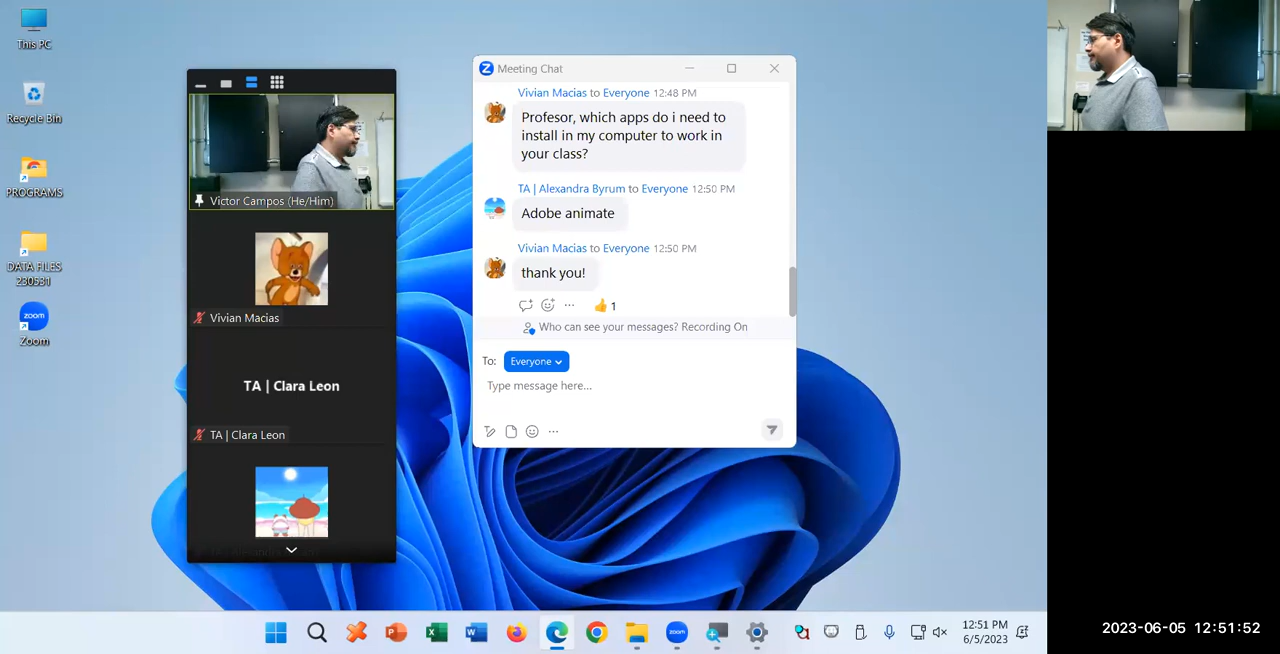 This PC
Recycle Bin
PROGRAMS
DATA FILES
230531
zoom
Zoom
Victor Campos (He/Him)
Vivian Macias
TA | Clara Leon
TA | Clara Leon
Meeting Chat
Vivian Macias to Everyone 12:48 PM
Profesor, which apps do i need to
install in my computer to work in
your class?
TA | Alexandra Byrum to Everyone 12:50 PM
Adobe animate
Vivian Macias to Everyone 12:50 PM
thank you!
👍 1
Who can see your messages? Recording On
To: Everyone
Type message here...
zoom
12:51 PM
6/5/2023
2023-06-05 12:51:52